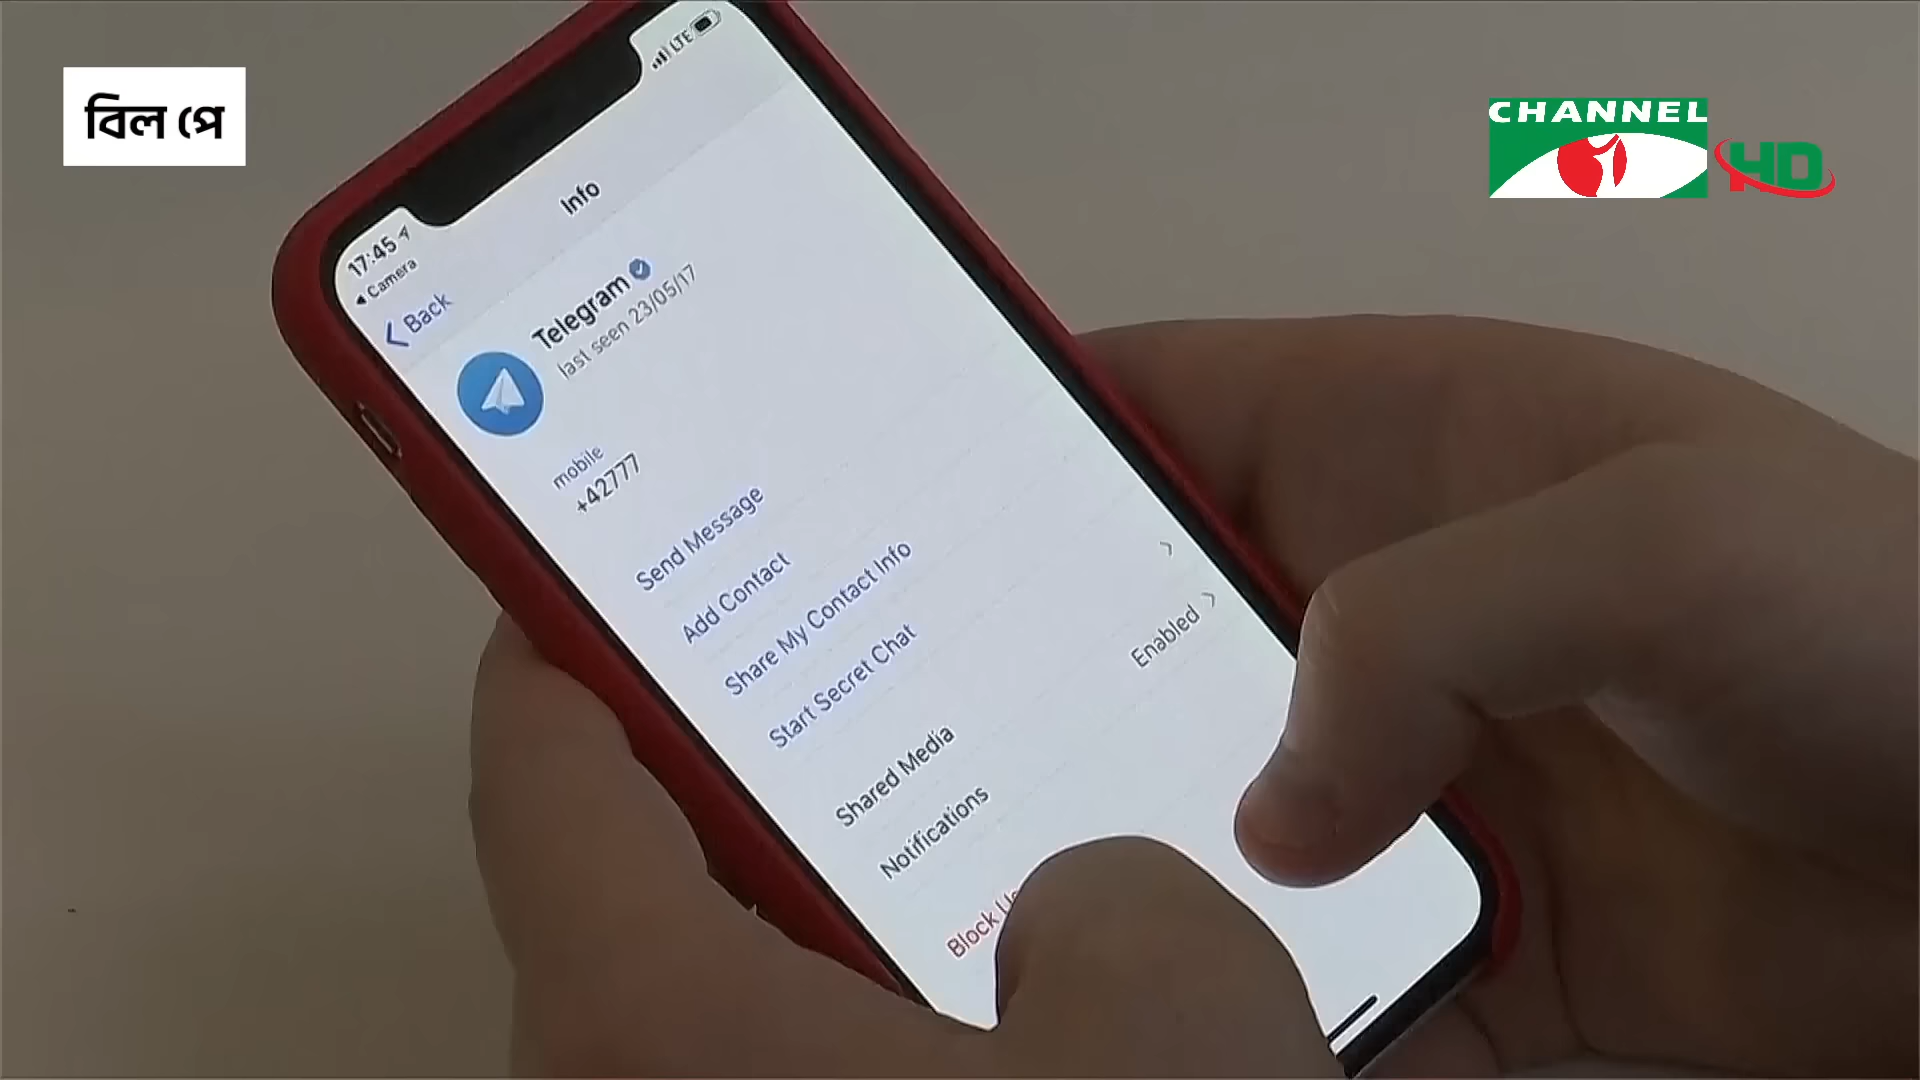 বিল পে
CHANNEL
i HD
LTE
17:45
Camera
Back
Info
Telegram
last seen 23/05/17
mobile
+42777
Send Message
Add Contact
Share My Contact Info
Start Secret Chat
Shared Media
Notifications
Enabled
Block